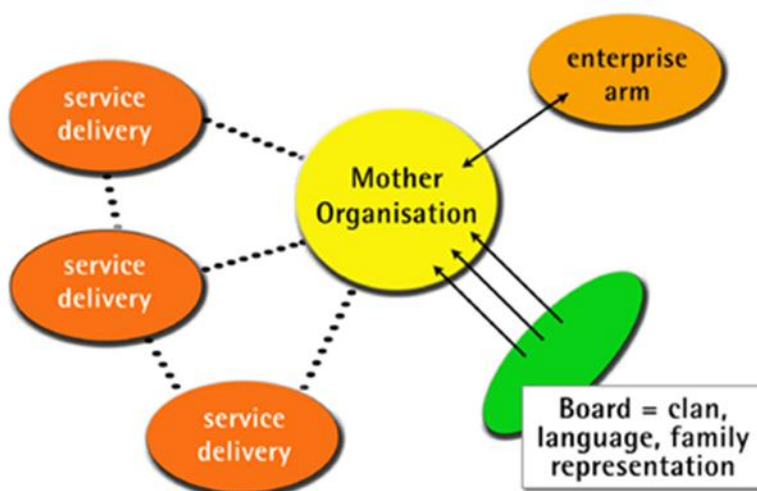 service
delivery
enterprise
arm
Mother
Organisation
service
delivery
service
delivery
Board = clan,
language, family
representation